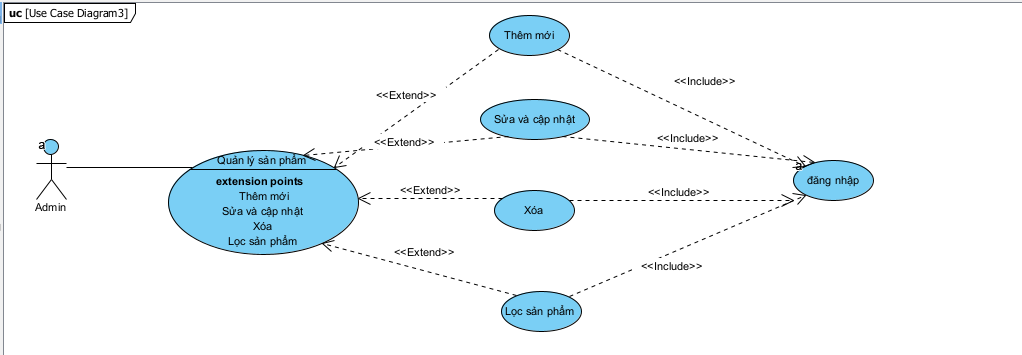 uc [Use Case Diagram3]
Thêm mới
<<Include>>
<<Extend>>
Sửa và cập nhật
<<Extend>>
<<Include>>
a
Quản lý sản phẩm
a
đăng nhập
extension points
Thêm mới
Sửa và cập nhật
Xóa
Lọc sản phẩm
<<Extend>>
<<Include>>
Admin
Xóa
<<Extend>>
<<Include>>
Lọc sản phẩm